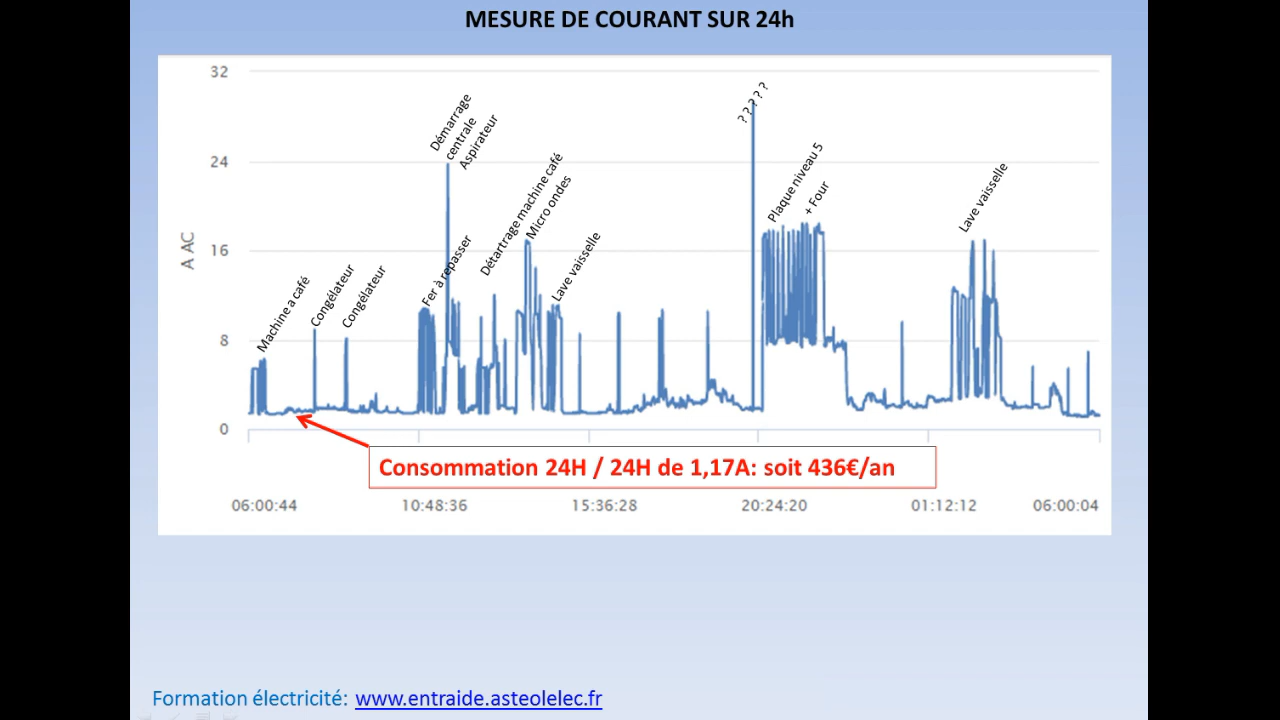 MESURE DE COURANT SUR 24h
32
24
16
8
0
A AC
Machine a café
Congélateur
Congélateur
Fer à repasser
Démarrage
centrale
Aspirateur
Détartrage machine café
Micro ondes
Lave vaisselle
? ? ? ? ?
Plaque niveau 5
+ Four
Lave vaisselle
Consommation 24H / 24H de 1,17A: soit 436€/an
06:00:44 10:48:36 15:36:28 20:24:20 01:12:12 06:00:04
Formation électricité: www.entraide.asteolelec.fr